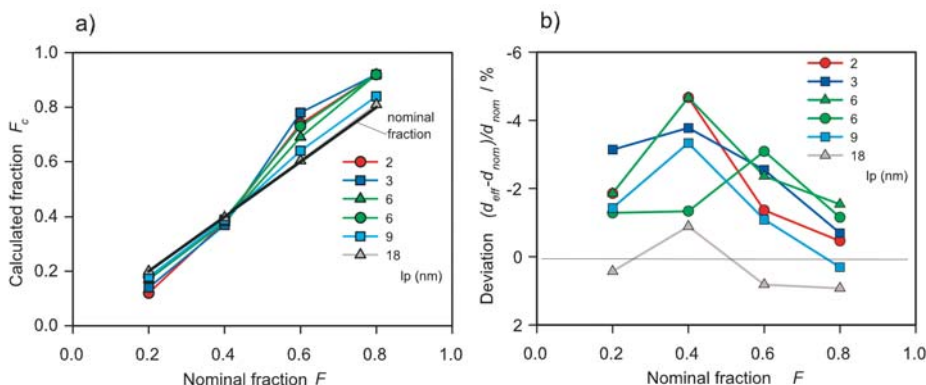 a)
1.0
0.8
0.6
0.4
0.2
0.0
Calculated fraction Fc
nominal
fraction
2
3
6
6
9
18
lp (nm)
0.0 0.2 0.4 0.6 0.8 1.0
Nominal fraction F
b)
-6
-4
-2
0
2
Deviation (deff-dnom)/dnom / %
2
3
6
6
9
18
lp (nm)
0.0 0.2 0.4 0.6 0.8 1.0
Nominal fraction F